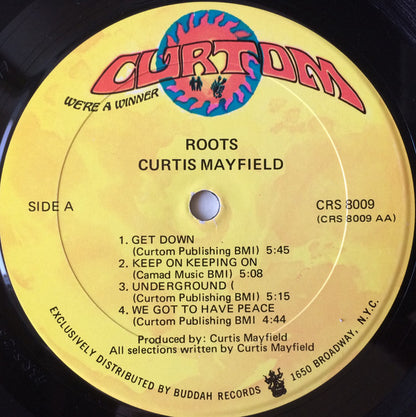 CURTOM
WE'RE A WINNER
ROOTS
CURTIS MAYFIELD
SIDE A
CRS 8009
(CRS 8009 AA)
1. GET DOWN
(Curtom Publishing BMI) 5:45
2. KEEP ON KEEPING ON
(Camad Music BMI) 5:08
3. UNDERGROUND (
(Curtom Publishing BMI) 5:15
4. WE GOT TO HAVE PEACE
(Curtom Publishing BMI 4:44
Produced by: Curtis Mayfield
All selections written by Curtis Mayfield
EXCLUSIVELY DISTRIBUTED BY BUDDAH RECORDS 1650 BROADWAY, N.Y.C.